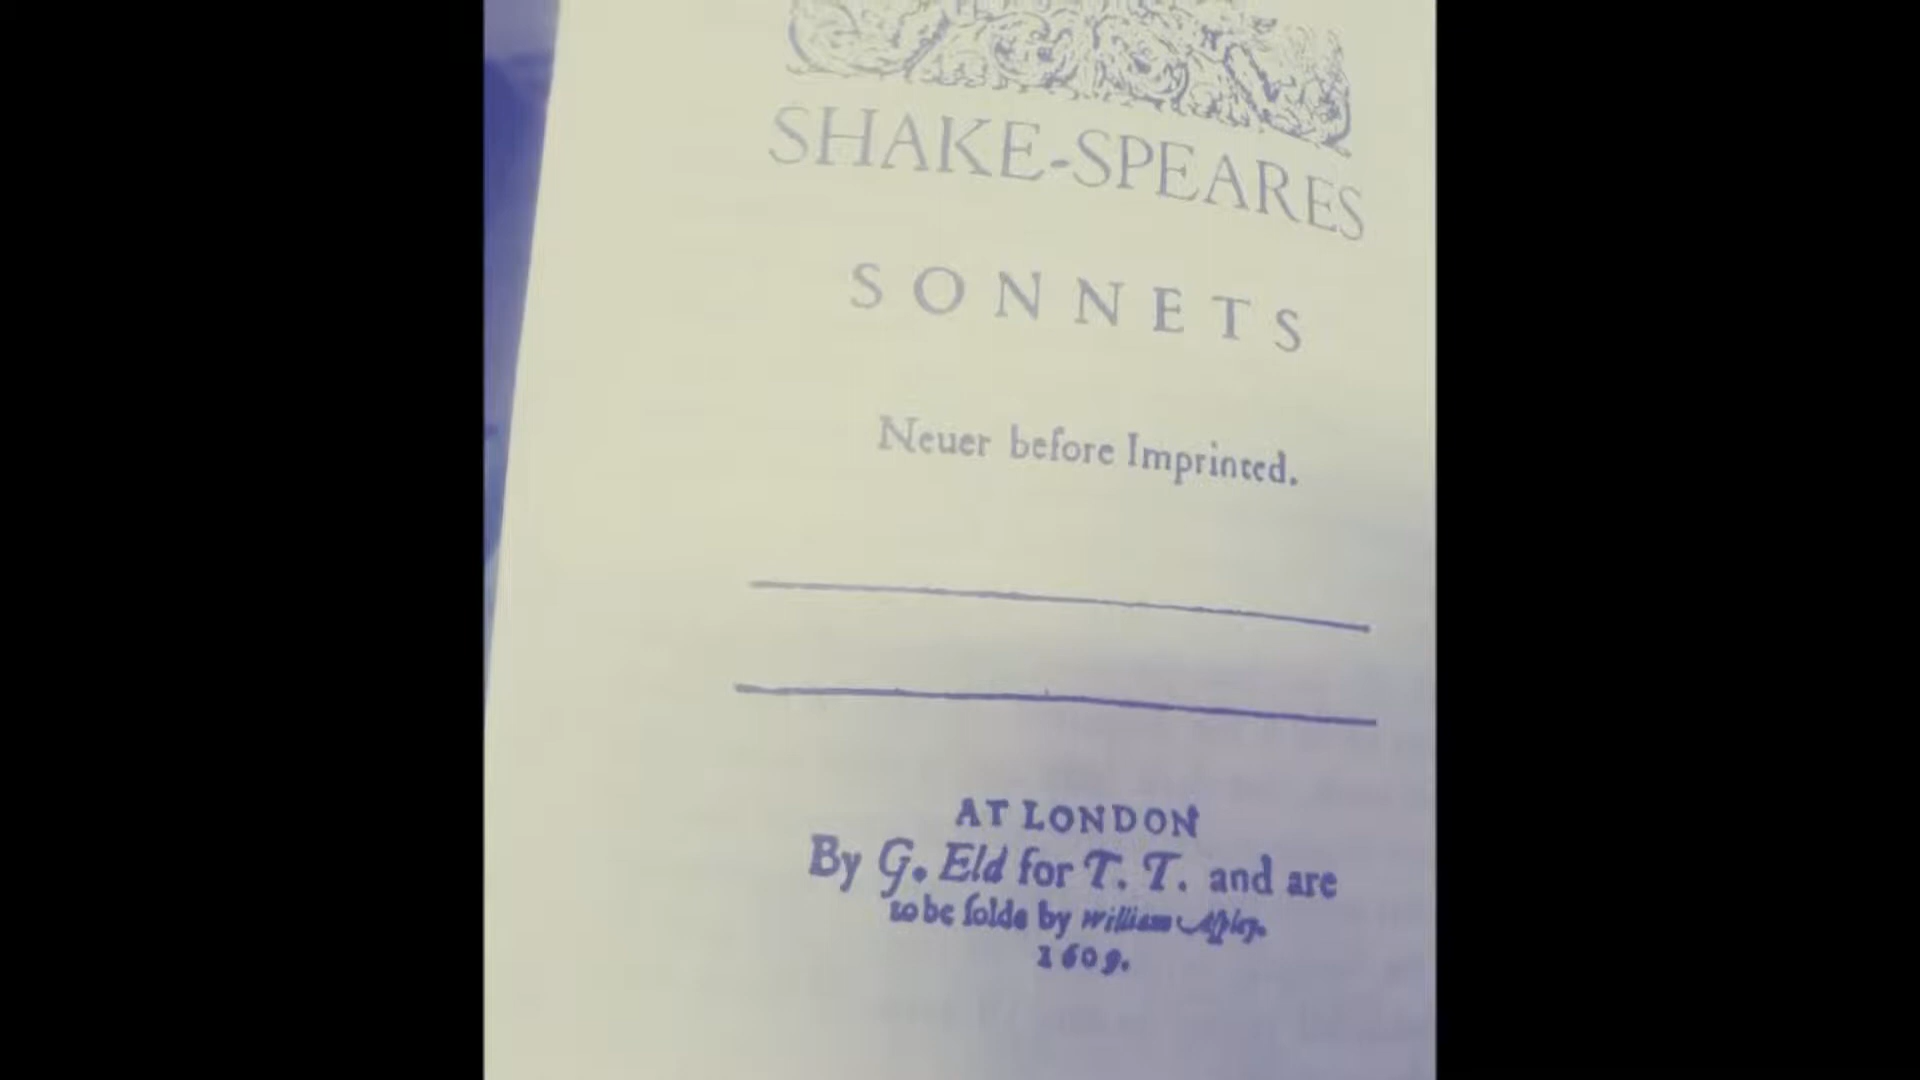 SHAKE-SPEARES
SONNETS
Neuer before Imprinted.
AT LONDON
By G. Eld for T. T. and are
to be ſolde by William Aſpley.
1609.